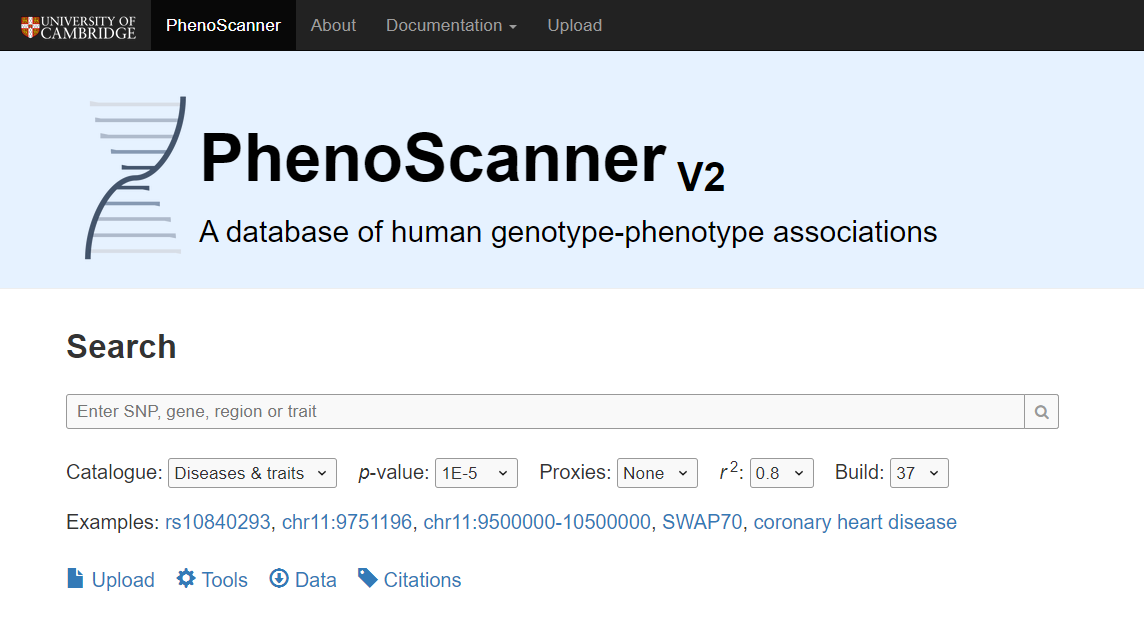 UNIVERSITY OF
CAMBRIDGE
PhenoScanner About Documentation Upload
PhenoScanner V2
A database of human genotype-phenotype associations
Search
Enter SNP, gene, region or trait
Catalogue: Diseases & traits p-value: 1E-5 Proxies: None r²: 0.8 Build: 37
Examples: rs10840293, chr11:9751196, chr11:9500000-10500000, SWAP70, coronary heart disease
Upload Tools Data Citations